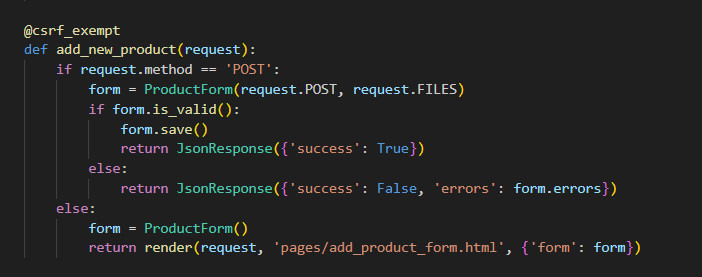 @csrf_exempt
def add_new_product(request):
    if request.method == 'POST':
        form = ProductForm(request.POST, request.FILES)
        if form.is_valid():
            form.save()
            return JsonResponse({'success': True})
        else:
            return JsonResponse({'success': False, 'errors': form.errors})
    else:
        form = ProductForm()
        return render(request, 'pages/add_product_form.html', {'form': form})